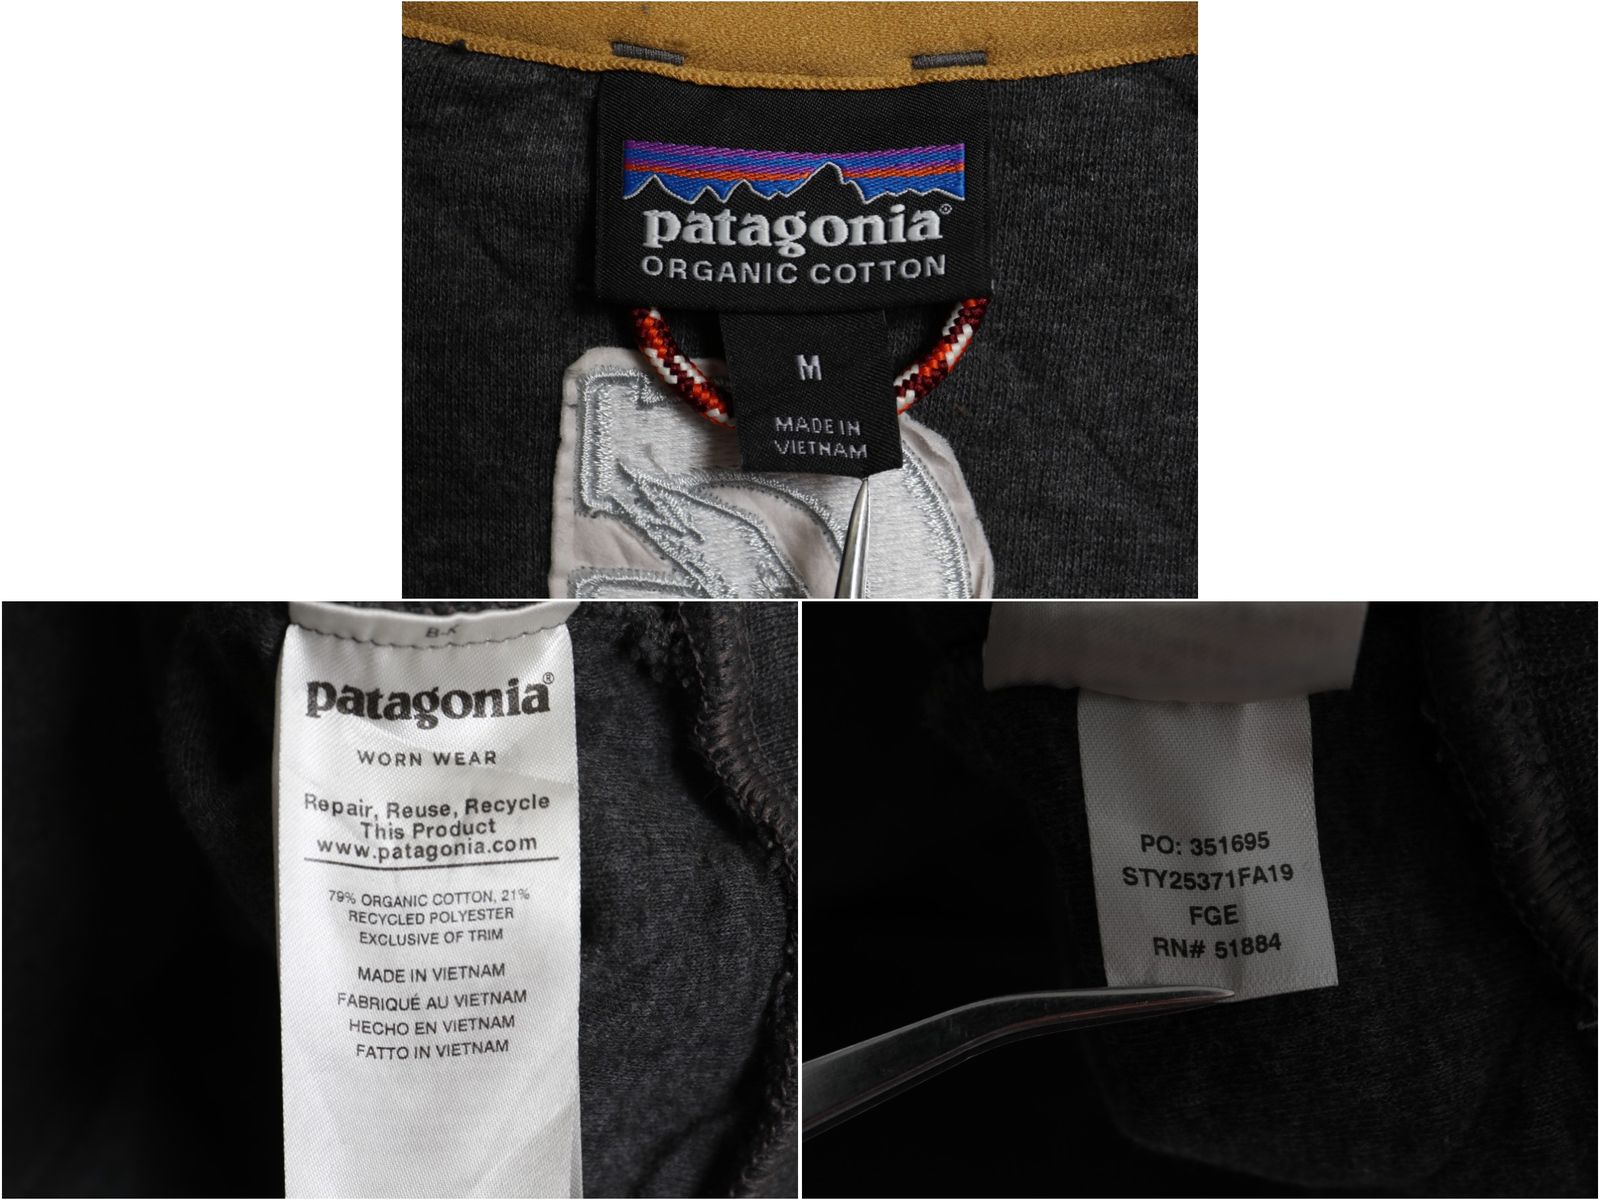 patagonia®
ORGANIC COTTON
M
MADE IN
VIETNAM
B-K
patagonia®
WORN WEAR
Repair, Reuse, Recycle
This Product
www.patagonia.com
79% ORGANIC COTTON, 21%
RECYCLED POLYESTER
EXCLUSIVE OF TRIM
MADE IN VIETNAM
FABRIQUÉ AU VIETNAM
HECHO EN VIETNAM
FATTO IN VIETNAM
PO: 351695
STY25371FA19
FGE
RN# 51884